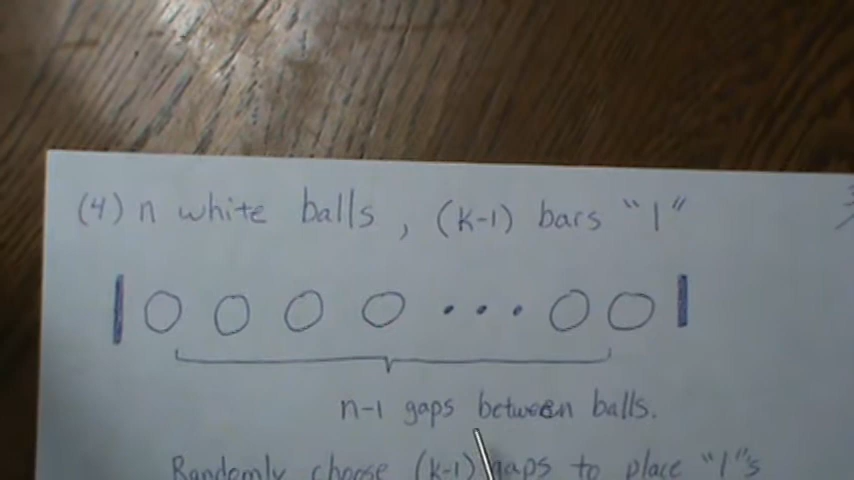 (4) n white balls, (k-1) bars "|"
n-1 gaps between balls.
Randomly choose (k-1) gaps to place "|"s